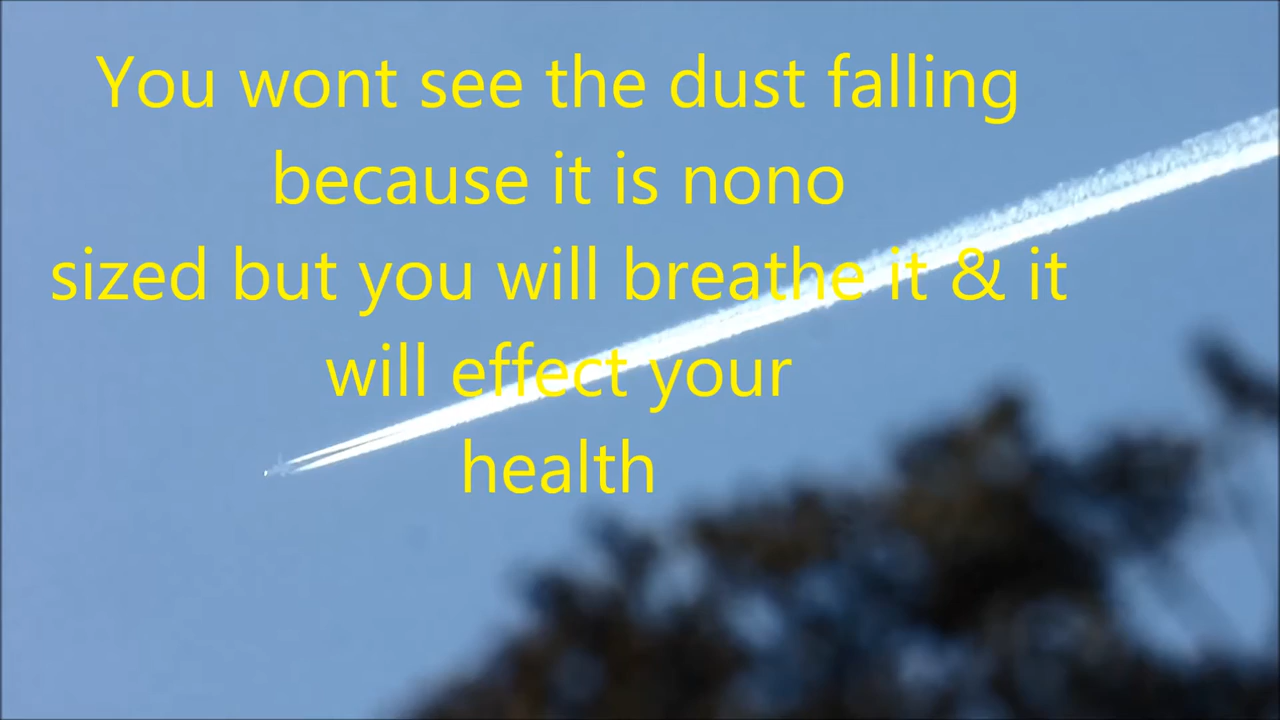 You wont see the dust falling
because it is nono
sized but you will breathe it & it
will effect your
health